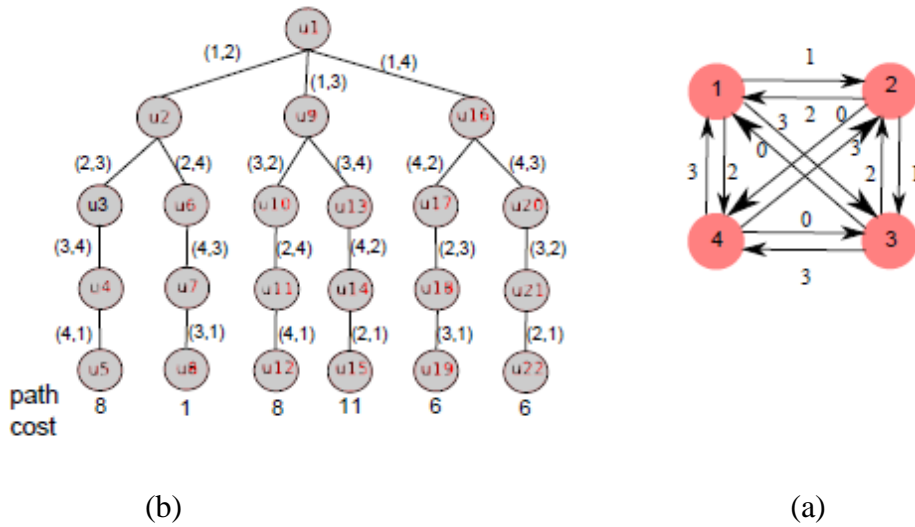 u1
(1,2)
(1,3)
(1,4)
u2
u9
u16
(2,3)
(2,4)
(3,2)
(3,4)
(4,2)
(4,3)
u3
u6
u10
u13
u17
u20
(3,4)
(4,3)
(2,4)
(4,2)
(2,3)
(3,2)
u4
u7
u11
u14
u18
u21
(4,1)
(3,1)
(4,1)
(2,1)
(3,1)
(2,1)
u5
u8
u12
u15
u19
u22
path cost
8
1
8
11
6
6
(b)
1
1
2
3
2
0
0
3
3
2
2
1
4
0
3
3
(a)